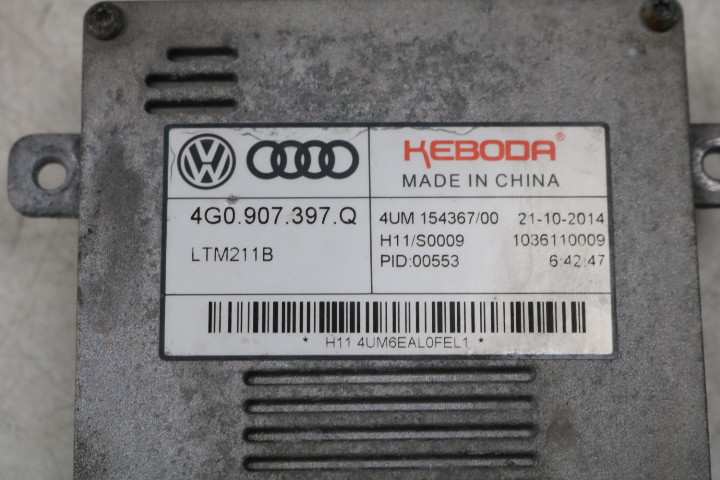 KEBODA®
MADE IN CHINA
4G0.907.397.Q
LTM211B
4UM 154367/00 21-10-2014
H11/S0009 1036110009
PID:00553 6:42:47
* H11 4UM6EAL0FEL1 *